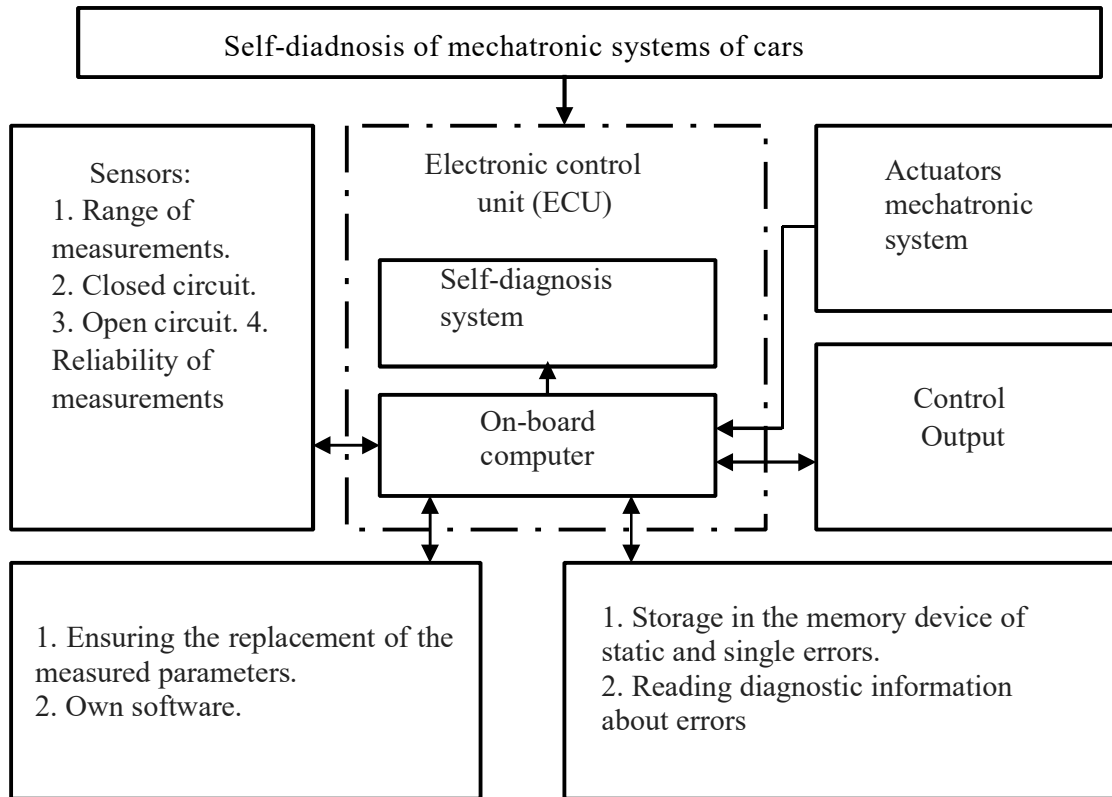 Self-diadnosis of mechatronic systems of cars
Sensors:
1. Range of
measurements.
2. Closed circuit.
3. Open circuit. 4.
Reliability of
measurements
Electronic control
unit (ECU)
Self-diagnosis
system
On-board
computer
Actuators
mechatronic
system
Control
Output
1. Ensuring the replacement of the
measured parameters.
2. Own software.
1. Storage in the memory device of
static and single errors.
2. Reading diagnostic information
about errors